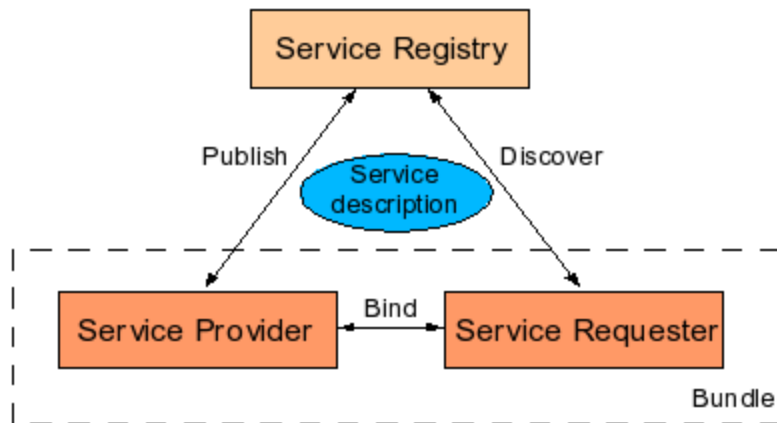 Service Registry
Publish
Discover
Service
description
Service Provider
Bind
Service Requester
Bundle